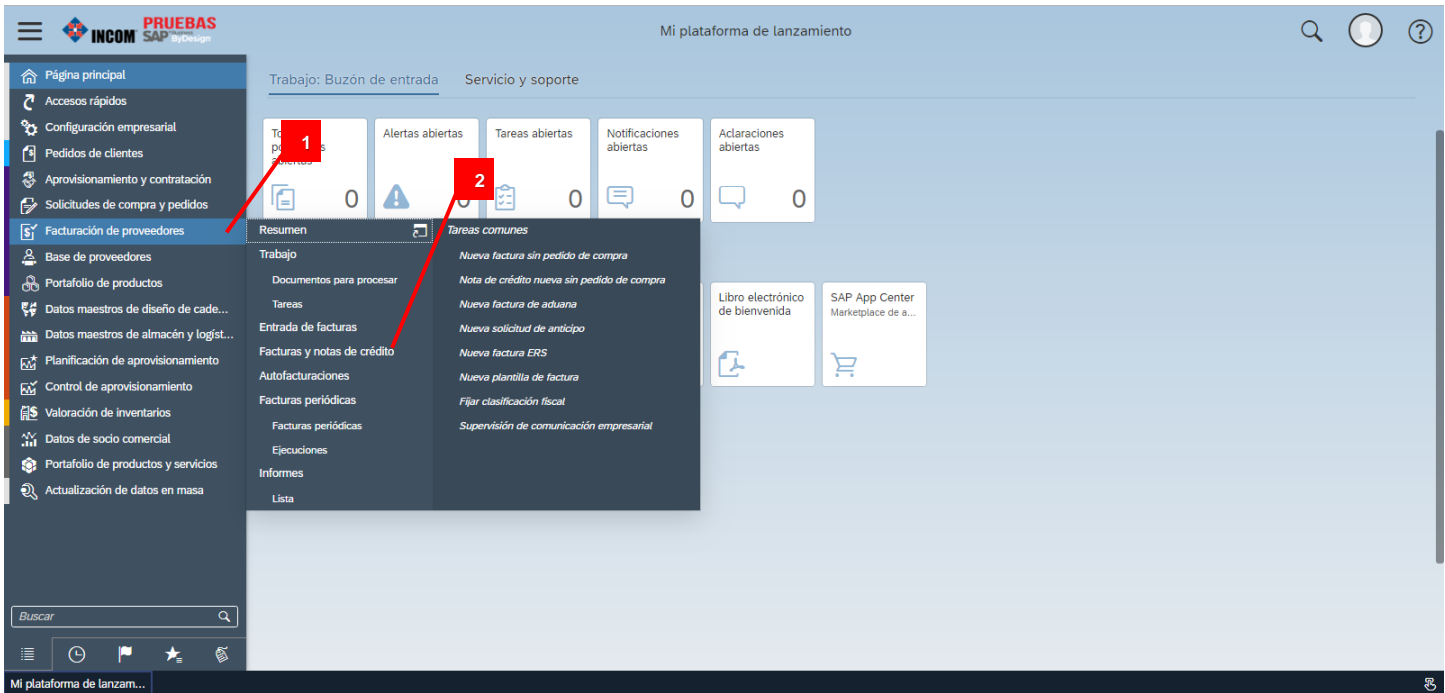 INCOM
PRUEBAS
SAP Business ByDesign
Mi plataforma de lanzamiento
Página principal
Accesos rápidos
Configuración empresarial
Pedidos de clientes
Aprovisionamiento y contratación
Solicitudes de compra y pedidos
Facturación de proveedores
Base de proveedores
Portafolio de productos
Datos maestros de diseño de cade...
Datos maestros de almacén y logíst...
Planificación de aprovisionamiento
Control de aprovisionamiento
Valoración de inventarios
Datos de socio comercial
Portafolio de productos y servicios
Actualización de datos en masa
Buscar
Trabajo: Buzón de entrada
Servicio y soporte
abiertas
0
Alertas abiertas
0
Tareas abiertas
0
Notificaciones
abiertas
0
Aclaraciones
abiertas
0
1
2
Resumen
Trabajo
Documentos para procesar
Tareas
Entrada de facturas
Facturas y notas de crédito
Autofacturaciones
Facturas periódicas
Facturas periódicas
Ejecuciones
Informes
Lista
Tareas comunes
Nueva factura sin pedido de compra
Nota de crédito nueva sin pedido de compra
Nueva factura de aduana
Nueva solicitud de anticipo
Nueva factura ERS
Nueva plantilla de factura
Fijar clasificación fiscal
Supervisión de comunicación empresarial
Libro electrónico
de bienvenida
SAP App Center
Marketplace de a...
Mi plataforma de lanzam...